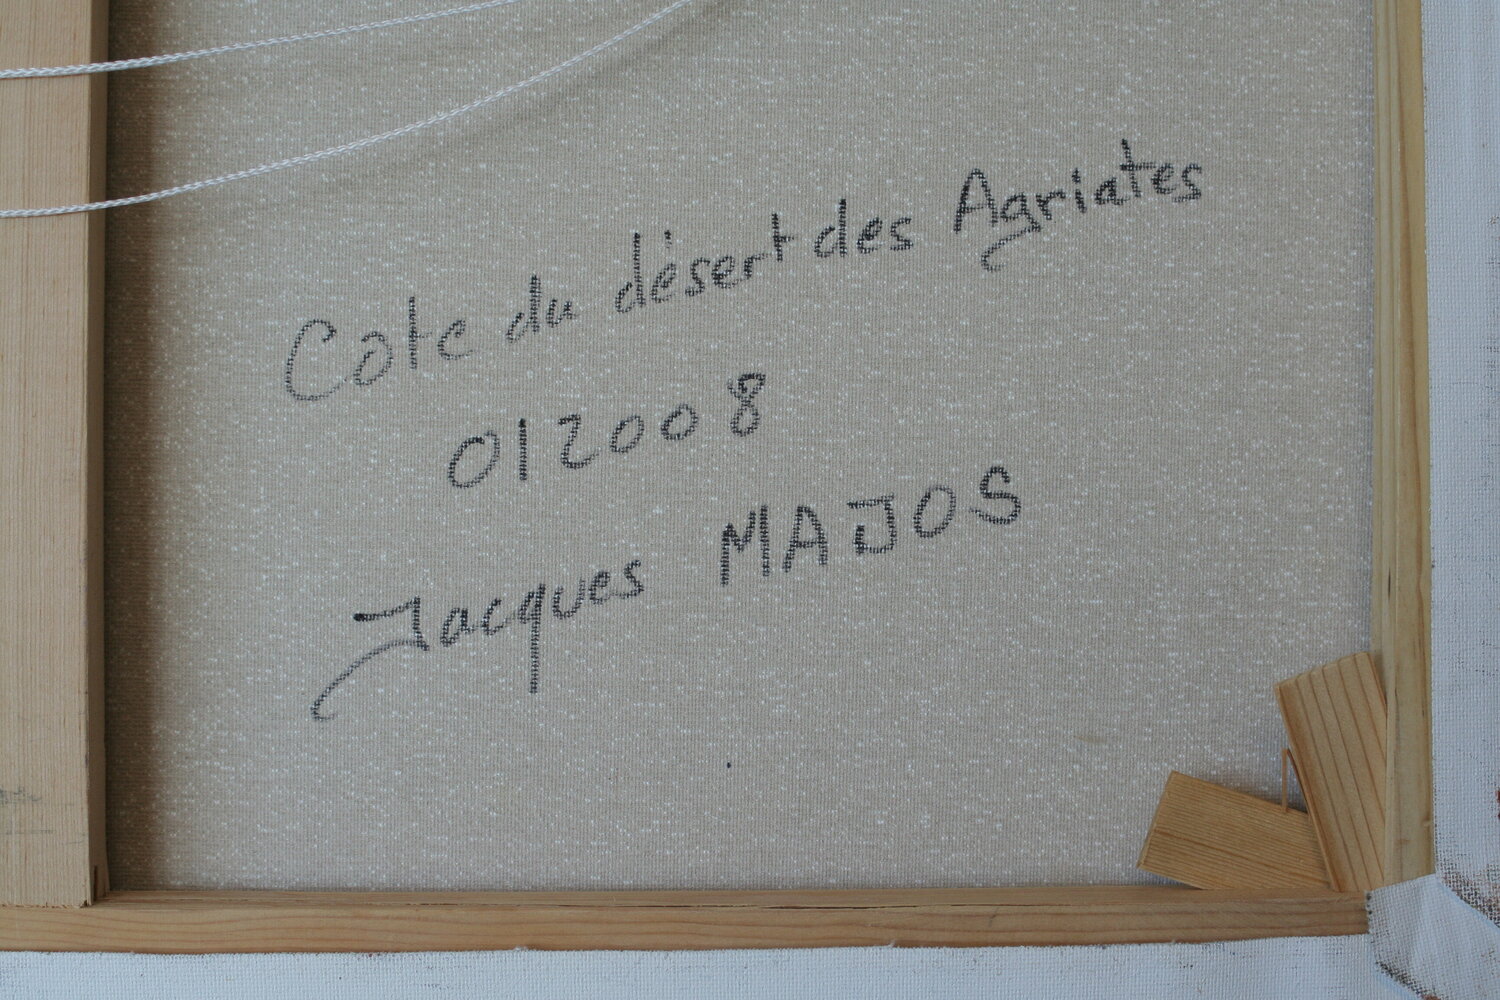 Cote du désert des Agriates
012008
Jacques MAJOS